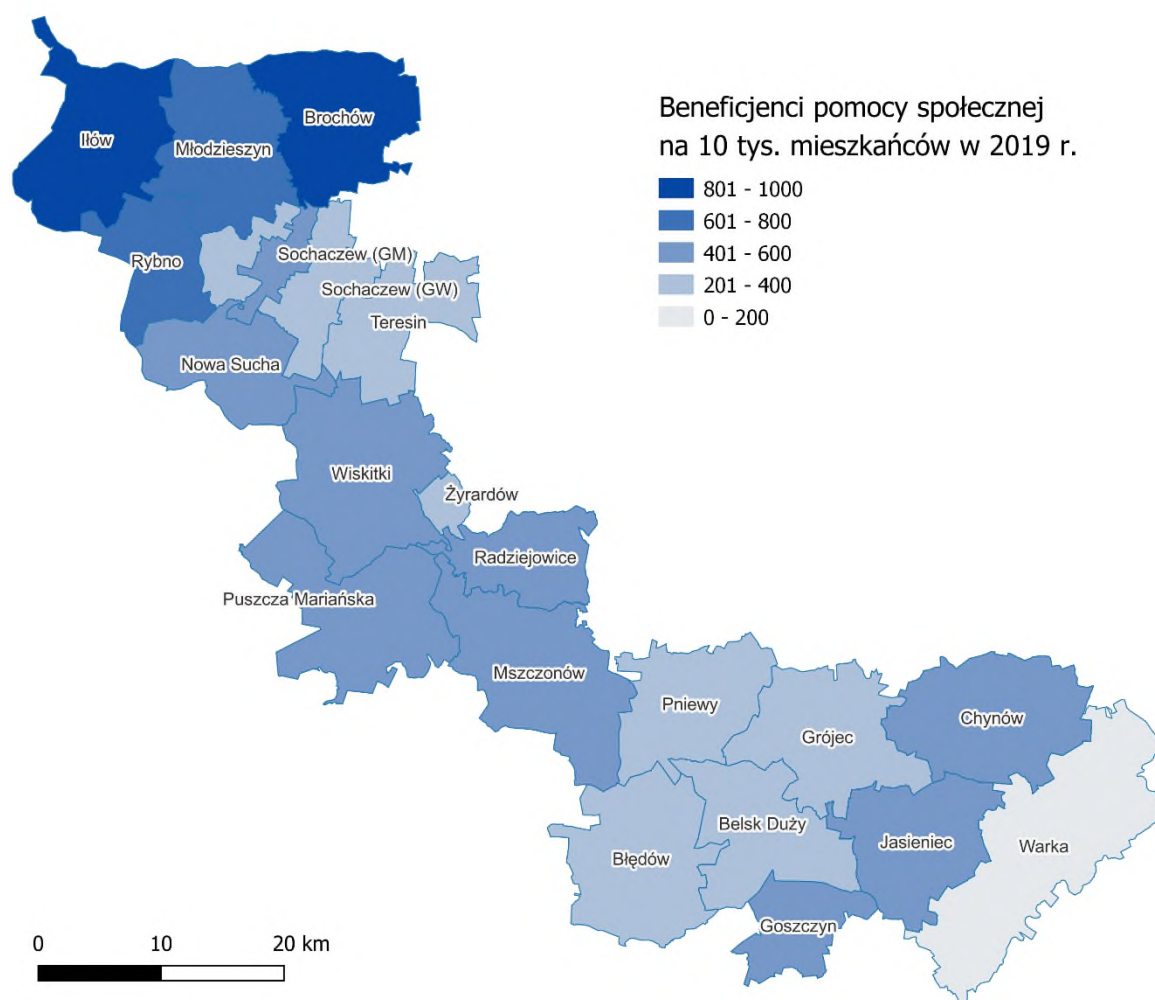 Beneficjenci pomocy społecznej
na 10 tys. mieszkańców w 2019 r.
801 - 1000
601 - 800
401 - 600
201 - 400
0 - 200
Iłów
Młodzieszyn
Brochów
Rybno
Sochaczew (GM)
Sochaczew (GW)
Teresin
Nowa Sucha
Wiskitki
Żyrardów
Radziejowice
Puszcza Mariańska
Mszczonów
Pniewy
Grójec
Chynów
Belsk Duży
Błędów
Jasieniec
Warka
Goszczyn
0 10 20 km